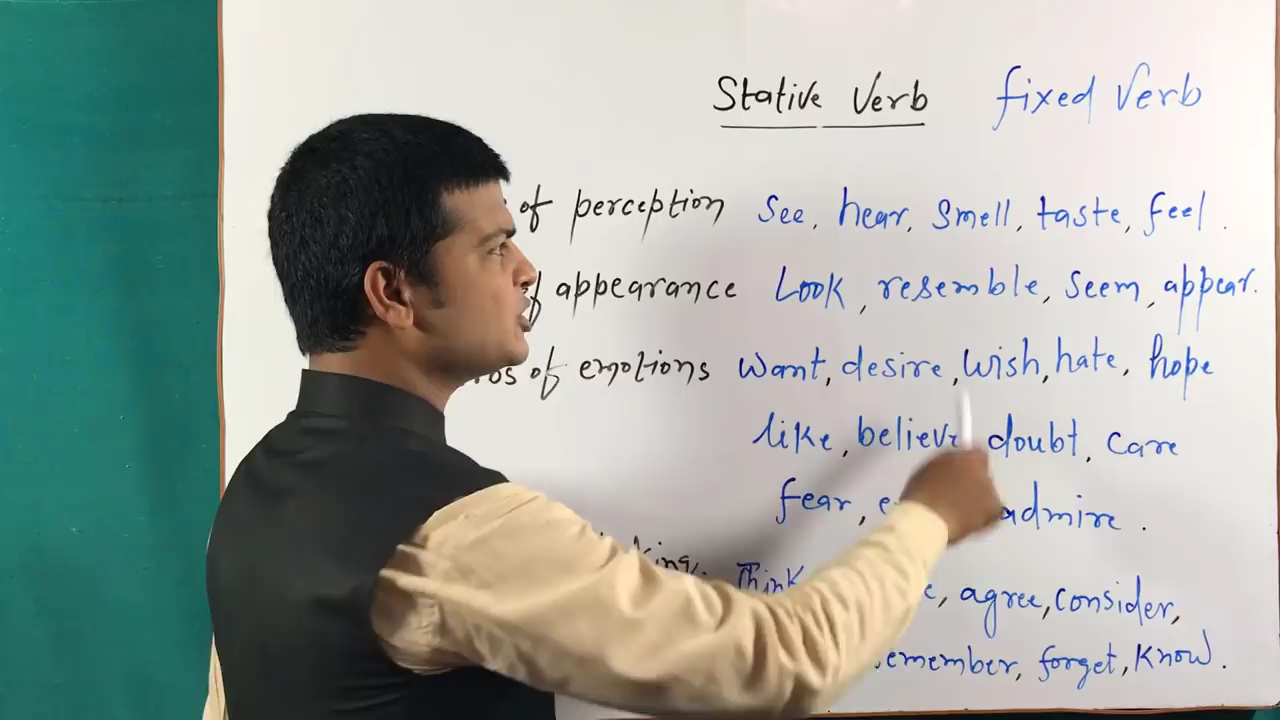 Stative Verb fixed Verb
of perception See, hear, Smell, taste, feel.
of appearance Look, resemble, Seem, appear.
of emotions Want, desire, Wish, hate, hope
like, believe, doubt, care
fear, admire.
Think agree, consider,
remember, forget, know.